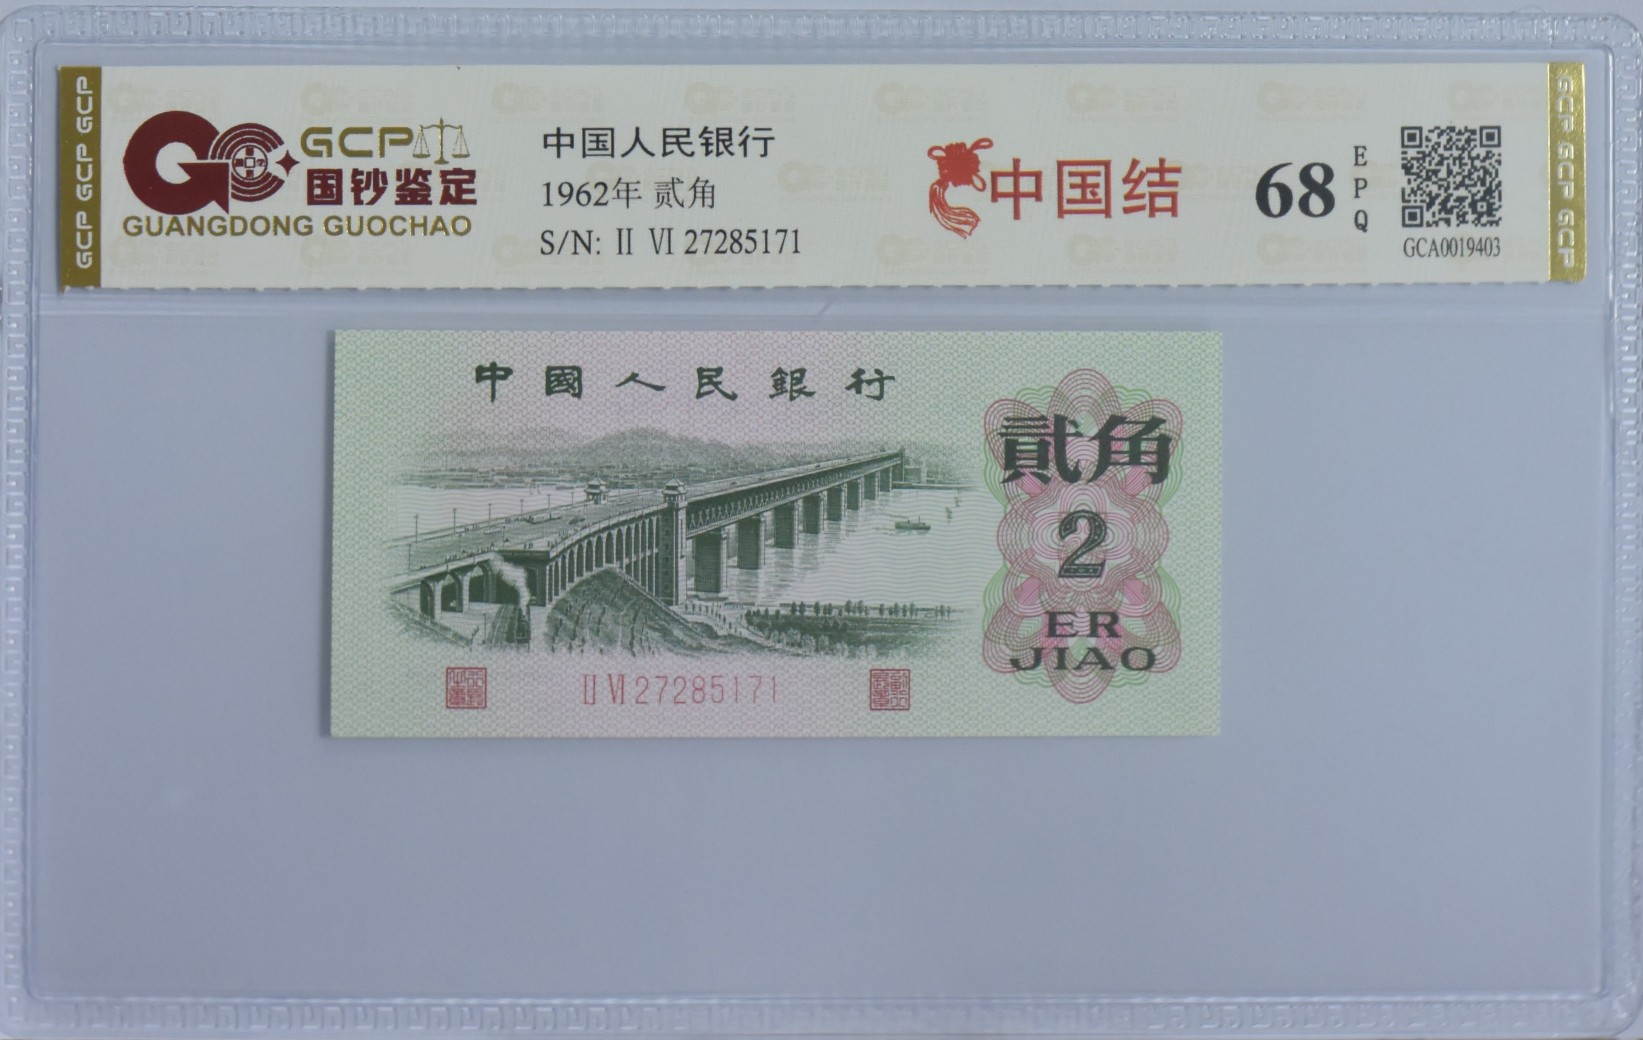 GCP GCP GCP
GCP
国钞鉴定
GUANGDONG GUOCHAO
中国人民银行
1962年 贰角
S/N: Ⅱ Ⅵ 27285171
中国结
68
EPQ
GCA0019403
GCP GCP GCP
中國人民銀行
貳角
2
ER
JIAO
Ⅱ Ⅵ 27285171